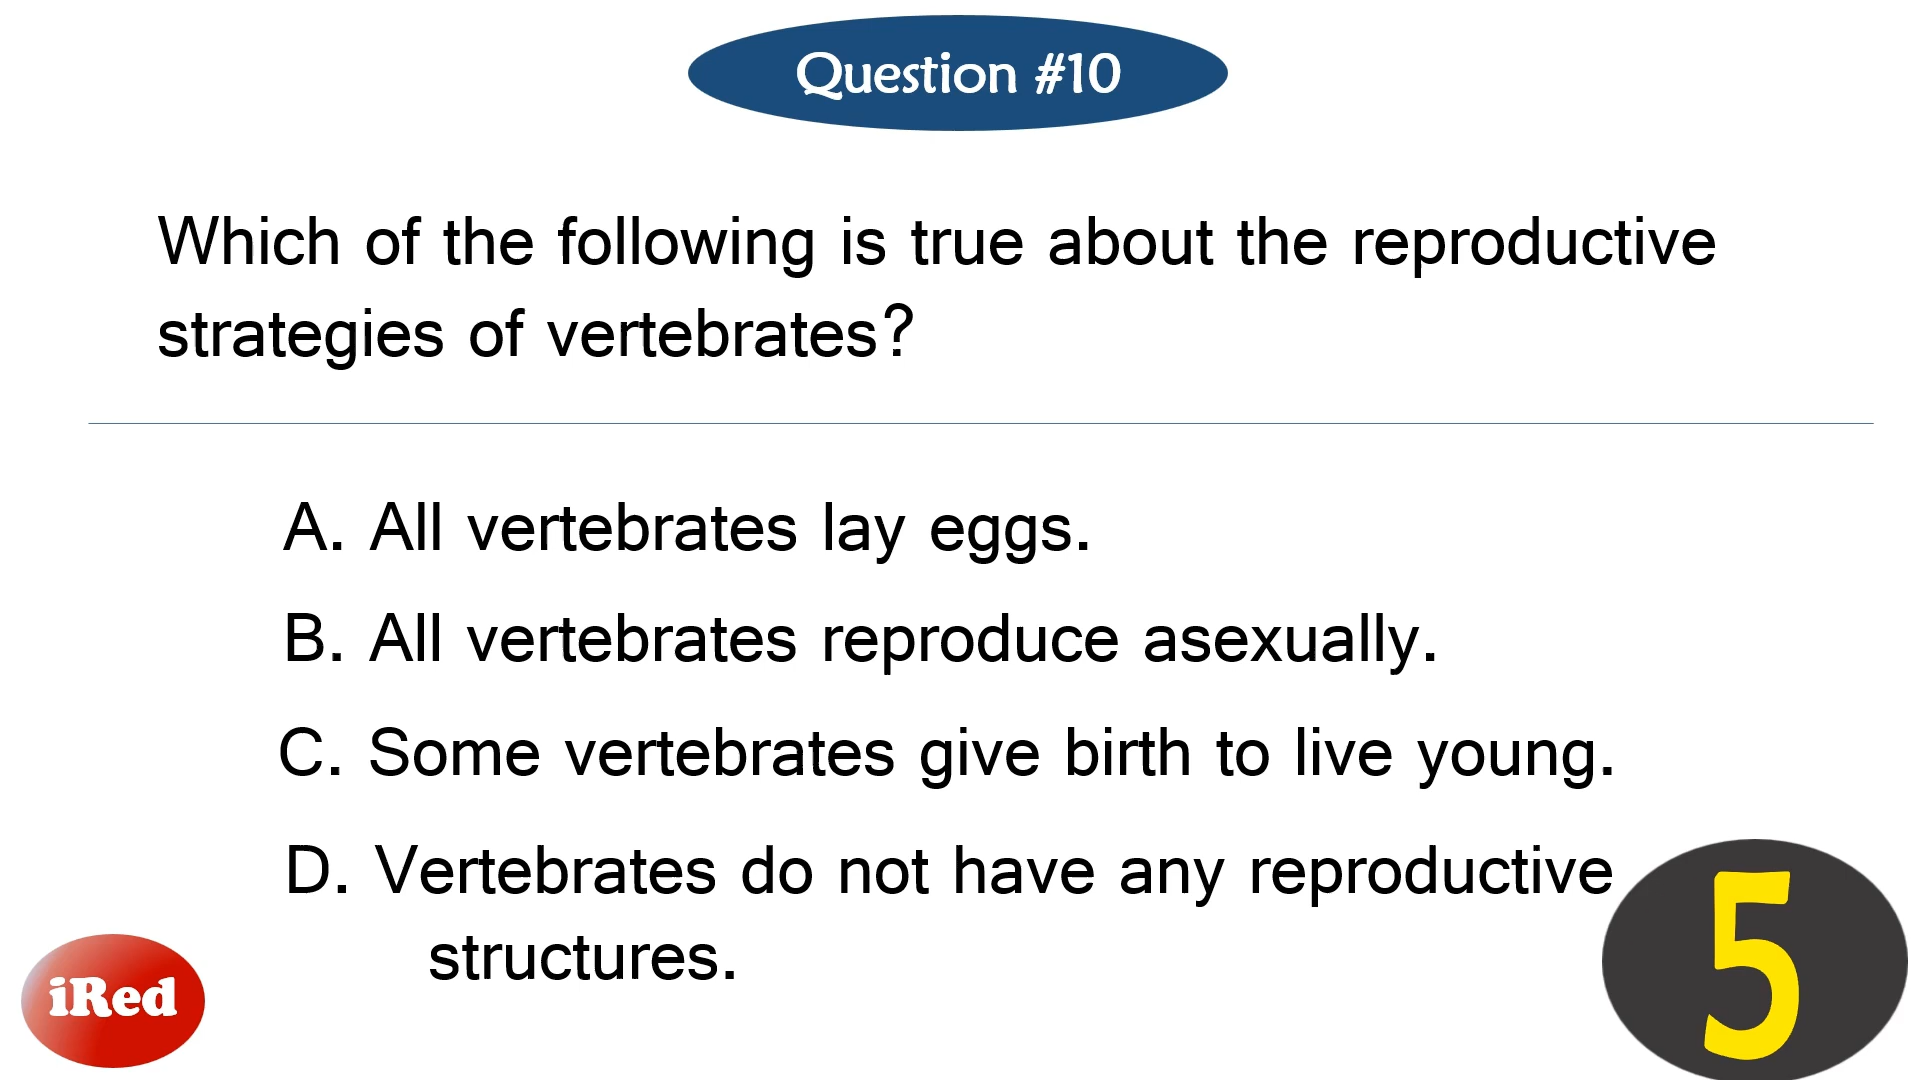 Question #10
Which of the following is true about the reproductive
strategies of vertebrates?
A. All vertebrates lay eggs.
B. All vertebrates reproduce asexually.
C. Some vertebrates give birth to live young.
D. Vertebrates do not have any reproductive
structures.
iRed
5